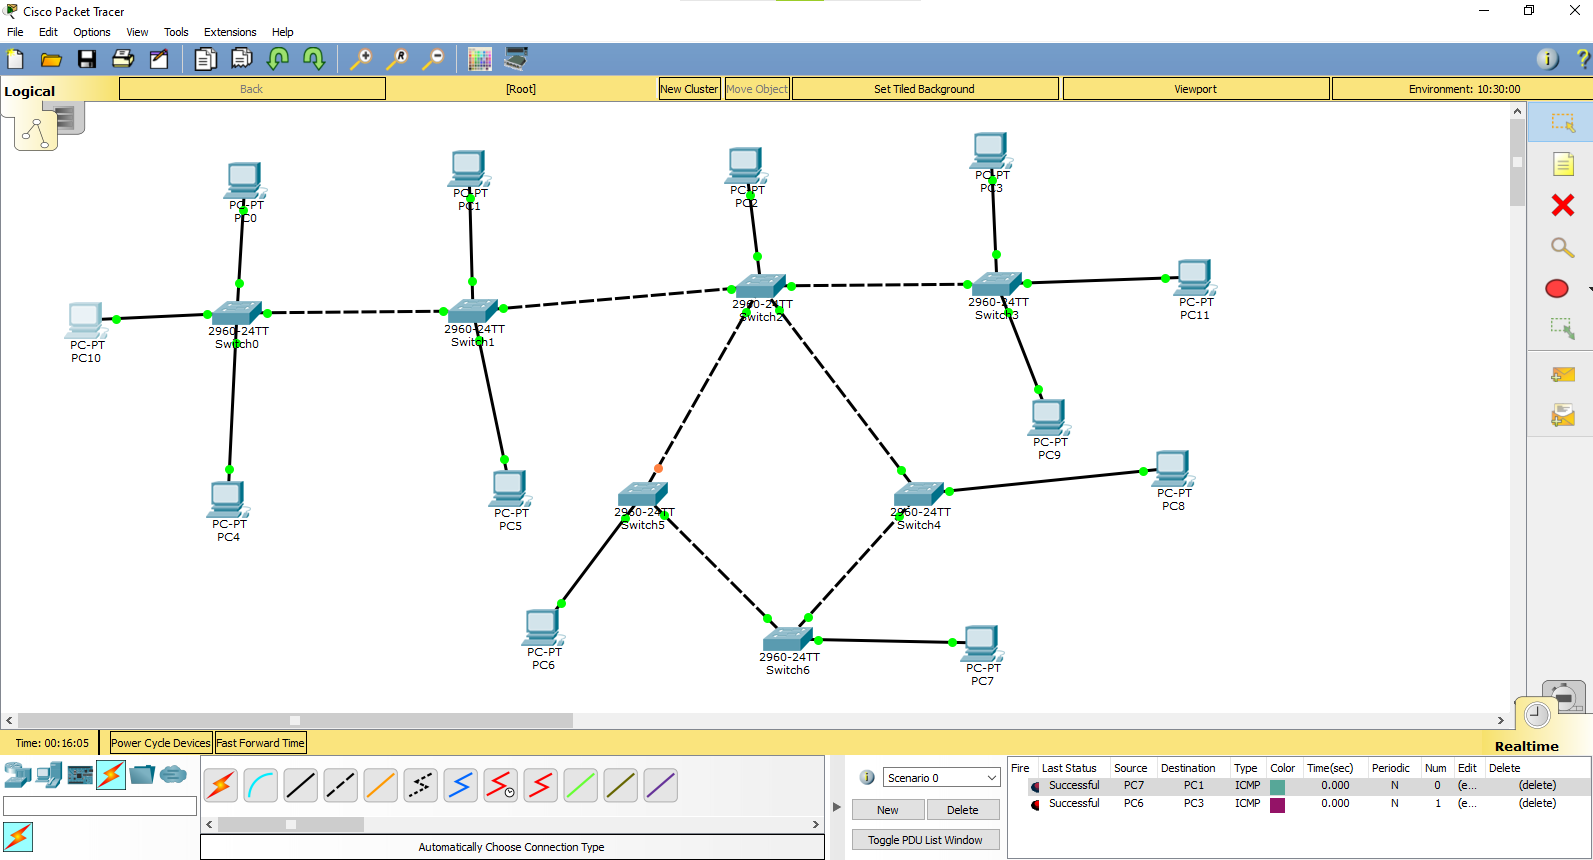 Cisco Packet Tracer
File Edit Options View Tools Extensions Help
Logical
Back
[Root]
New Cluster
Move Object
Set Tiled Background
Viewport
Environment: 10:30:00
PC-PT
PC0
PC-PT
PC1
PC-PT
PC2
PC-PT
PC3
PC-PT
PC10
2960-24TT
Switch0
2960-24TT
Switch1
2960-24TT
Switch2
2960-24TT
Switch3
PC-PT
PC11
PC-PT
PC4
PC-PT
PC5
PC-PT
PC9
2960-24TT
Switch5
2960-24TT
Switch4
PC-PT
PC8
PC-PT
PC6
2960-24TT
Switch6
PC-PT
PC7
Time: 00:16:05
Power Cycle Devices
Fast Forward Time
Realtime
Automatically Choose Connection Type
Scenario 0
New
Delete
Toggle PDU List Window
Fire Last Status Source Destination Type Color Time(sec) Periodic Num Edit Delete
Successful PC7 PC1 ICMP 0.000 N 0 (e... (delete)
Successful PC6 PC3 ICMP 0.000 N 1 (e... (delete)